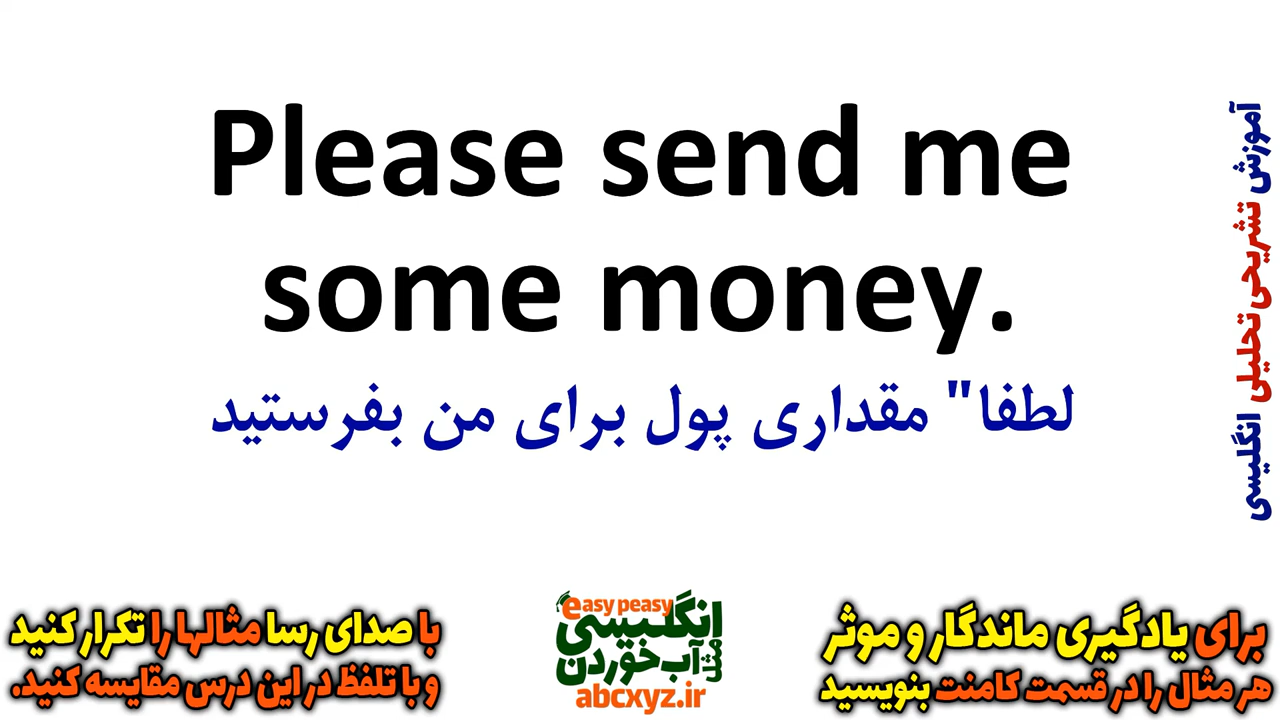 Please send me
some money.
لطفا" مقداری پول برای من بفرستید
آموزش تشریحی تحلیلی انگلیسی
برای یادگیری ماندگار و موثر
هر مثال را در قسمت کامنت بنویسید
easy peasy
انگلیسی
مثل آب خوردن
abcxyz.ir
با صدای رسا مثالها را تکرار کنید
و با تلفظ در این درس مقایسه کنید.